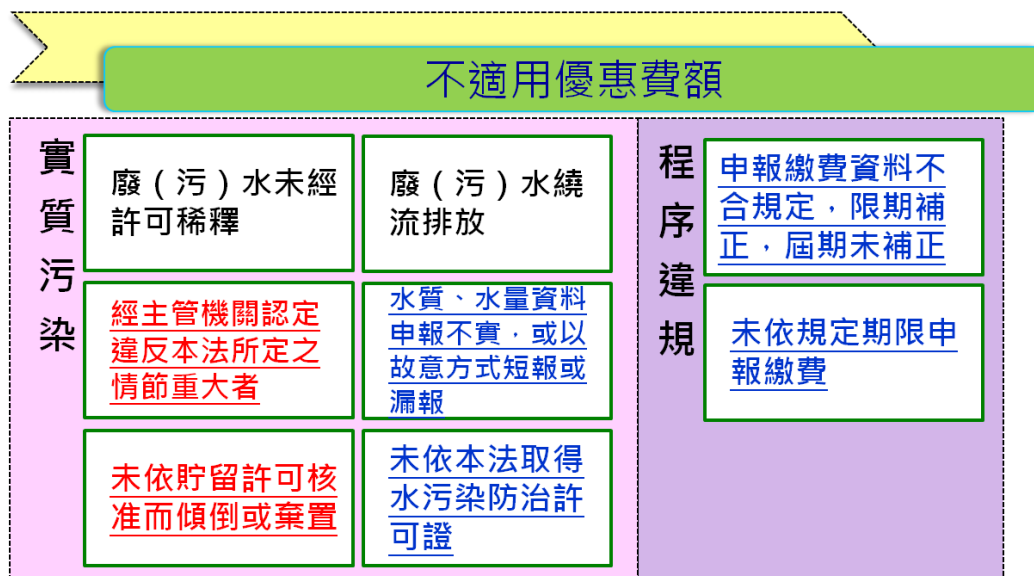 不適用優惠費額
實質污染
廢（污）水未經
許可稀釋
廢（污）水繞
流排放
經主管機關認定
違反本法所定之
情節重大者
水質、水量資料
申報不實，或以
故意方式短報或
漏報
未依貯留許可核
准而傾倒或棄置
未依本法取得
水污染防治許
可證
程序違規
申報繳費資料不
合規定，限期補
正，屆期未補正
未依規定期限申
報繳費